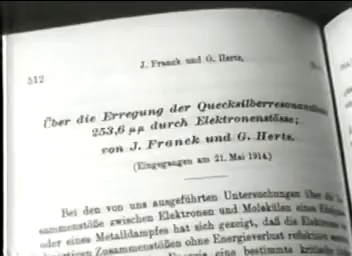 J. Franck und G. Hertz,
512
Über die Erregung der Quecksilberresonanzlinie
253,6 μμ durch Elektronenstösse;
von J. Franck und G. Hertz.
(Eingegangen am 21. Mai 1914.)
Bei den von uns ausgeführten Untersuchungen über die
sammenstöße zwischen Elektronen und Molekülen eines
oder eines Metalldampfes hat sich gezeigt, daß die Elektronen
Zusammenstößen ohne Energieverlust reflektiert
eine bestimmte